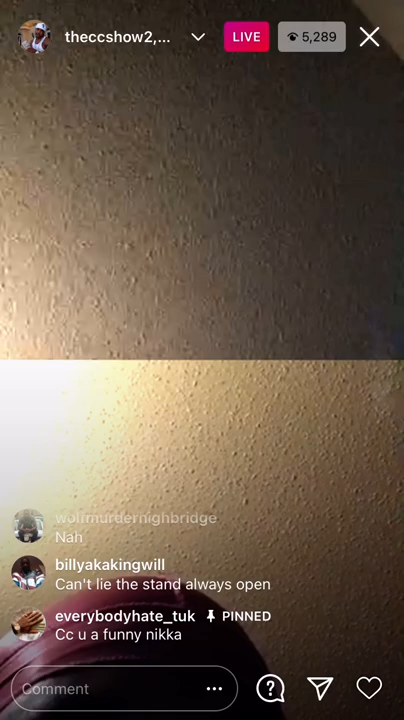 theccshow2,...
LIVE
5,289
wolfmurdernighbridge
Nah
billyakakingwill
Can't lie the stand always open
everybodyhate_tuk PINNED
Cc u a funny nikka
Comment